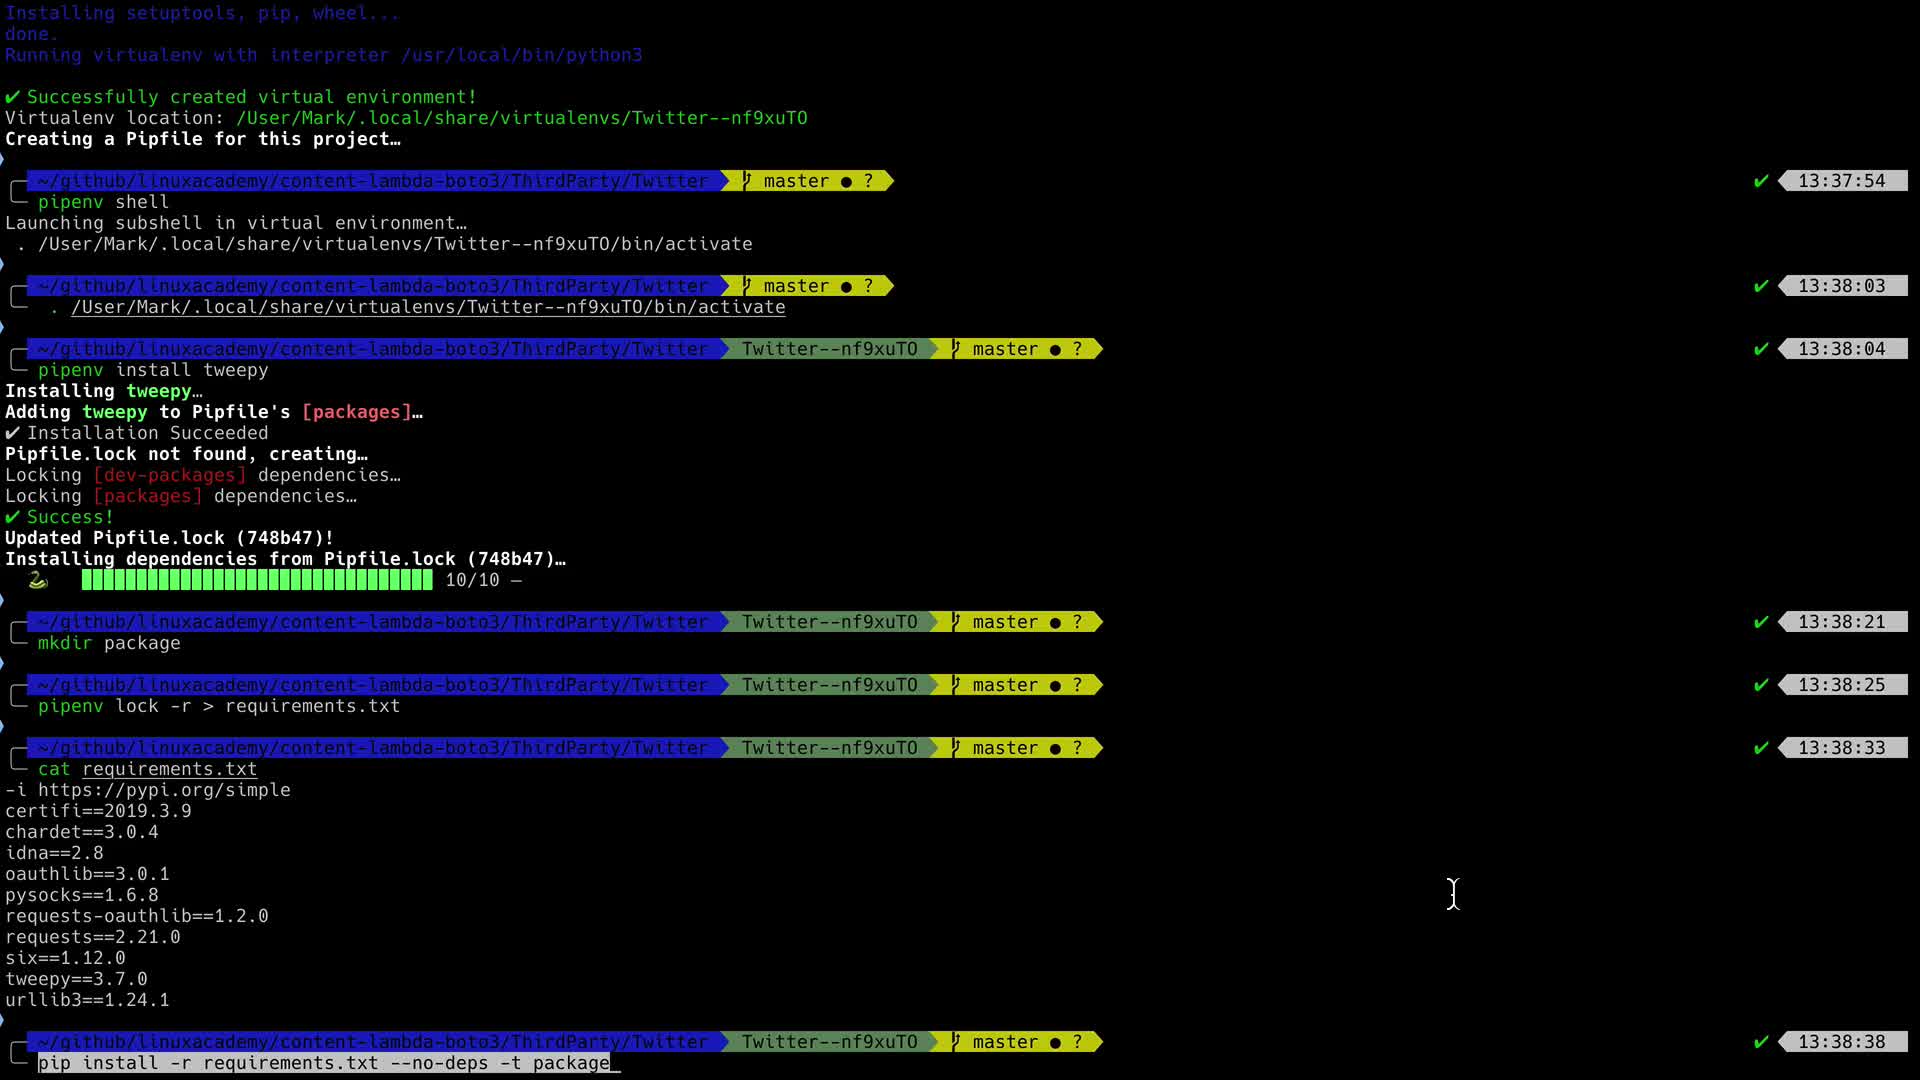 Installing setuptools, pip, wheel...
done.
Running virtualenv with interpreter /usr/local/bin/python3
✔ Successfully created virtual environment!
Virtualenv location: /User/Mark/.local/share/virtualenvs/Twitter--nf9xuTO
Creating a Pipfile for this project…
~/github/linuxacademy/content-lambda-boto3/ThirdParty/Twitter master ● ? ✔ 13:37:54
pipenv shell
Launching subshell in virtual environment…
. /User/Mark/.local/share/virtualenvs/Twitter--nf9xuTO/bin/activate
~/github/linuxacademy/content-lambda-boto3/ThirdParty/Twitter master ● ? ✔ 13:38:03
. /User/Mark/.local/share/virtualenvs/Twitter--nf9xuTO/bin/activate
~/github/linuxacademy/content-lambda-boto3/ThirdParty/Twitter Twitter--nf9xuTO master ● ? ✔ 13:38:04
pipenv install tweepy
Installing tweepy…
Adding tweepy to Pipfile's [packages]…
✔ Installation Succeeded
Pipfile.lock not found, creating…
Locking [dev-packages] dependencies…
Locking [packages] dependencies…
✔ Success!
Updated Pipfile.lock (748b47)!
Installing dependencies from Pipfile.lock (748b47)…
🐍 ▉▉▉▉▉▉▉▉▉▉▉▉▉▉▉▉▉▉▉▉▉▉▉▉▉▉▉▉▉▉▉▉ 10/10 —
~/github/linuxacademy/content-lambda-boto3/ThirdParty/Twitter Twitter--nf9xuTO master ● ? ✔ 13:38:21
mkdir package
~/github/linuxacademy/content-lambda-boto3/ThirdParty/Twitter Twitter--nf9xuTO master ● ? ✔ 13:38:25
pipenv lock -r > requirements.txt
~/github/linuxacademy/content-lambda-boto3/ThirdParty/Twitter Twitter--nf9xuTO master ● ? ✔ 13:38:33
cat requirements.txt
-i https://pypi.org/simple
certifi==2019.3.9
chardet==3.0.4
idna==2.8
oauthlib==3.0.1
pysocks==1.6.8
requests-oauthlib==1.2.0
requests==2.21.0
six==1.12.0
tweepy==3.7.0
urllib3==1.24.1
~/github/linuxacademy/content-lambda-boto3/ThirdParty/Twitter Twitter--nf9xuTO master ● ? ✔ 13:38:38
pip install -r requirements.txt --no-deps -t package